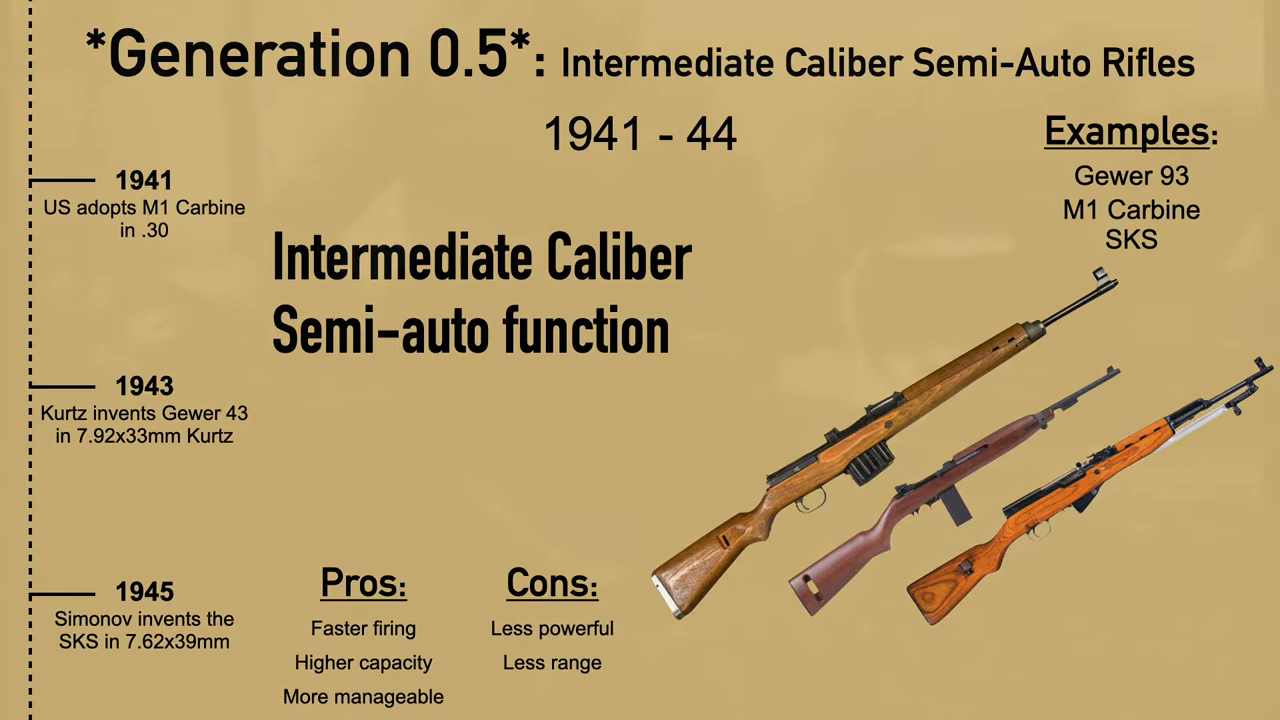 *Generation 0.5*: Intermediate Caliber Semi-Auto Rifles
1941 - 44
Examples:
Gewer 93
M1 Carbine
SKS
1941
US adopts M1 Carbine
in .30
Intermediate Caliber
Semi-auto function
1943
Kurtz invents Gewer 43
in 7.92x33mm Kurtz
1945
Simonov invents the
SKS in 7.62x39mm
Pros:
Faster firing
Higher capacity
More manageable
Cons:
Less powerful
Less range